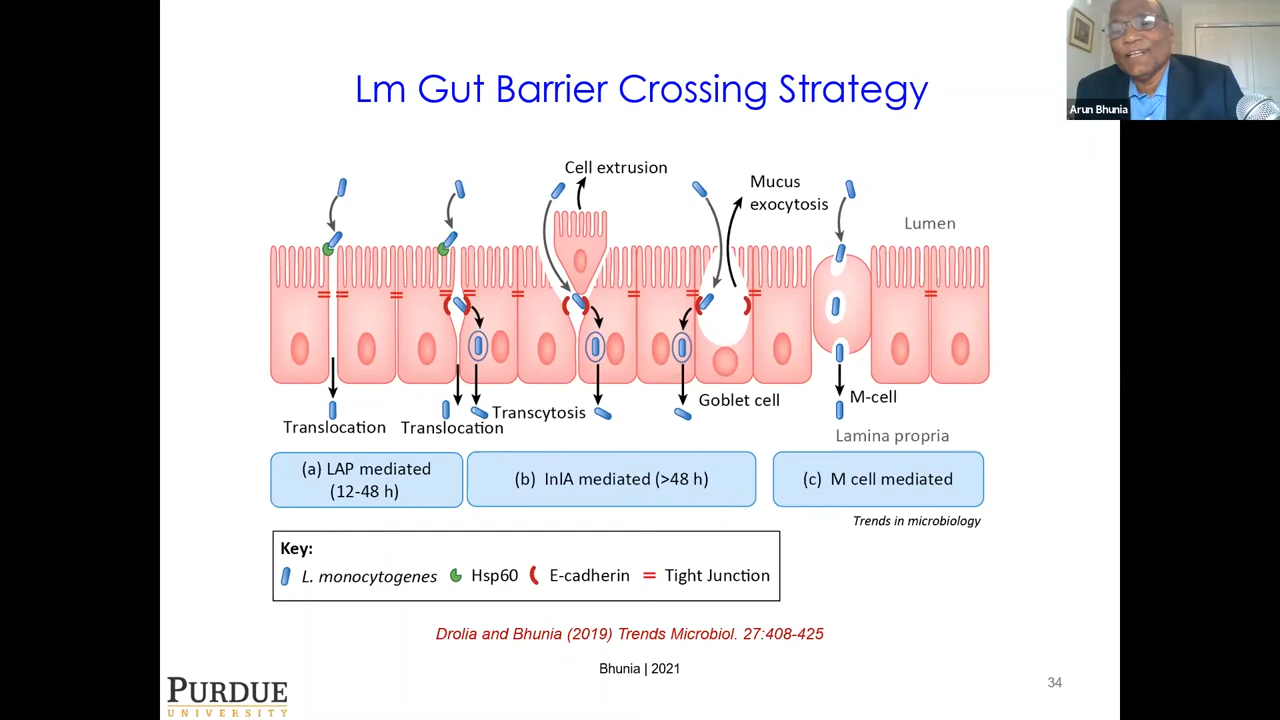 Arun Bhunia
Lm Gut Barrier Crossing Strategy
Cell extrusion
Mucus
exocytosis
Lumen
Translocation
Translocation
Transcytosis
Goblet cell
M-cell
Lamina propria
(a) LAP mediated
(12-48 h)
(b) InlA mediated (>48 h)
(c) M cell mediated
Trends in microbiology
Key:
L. monocytogenes Hsp60 E-cadherin Tight Junction
Drolia and Bhunia (2019) Trends Microbiol. 27:408-425
Bhunia | 2021
34
PURDUE
UNIVERSITY